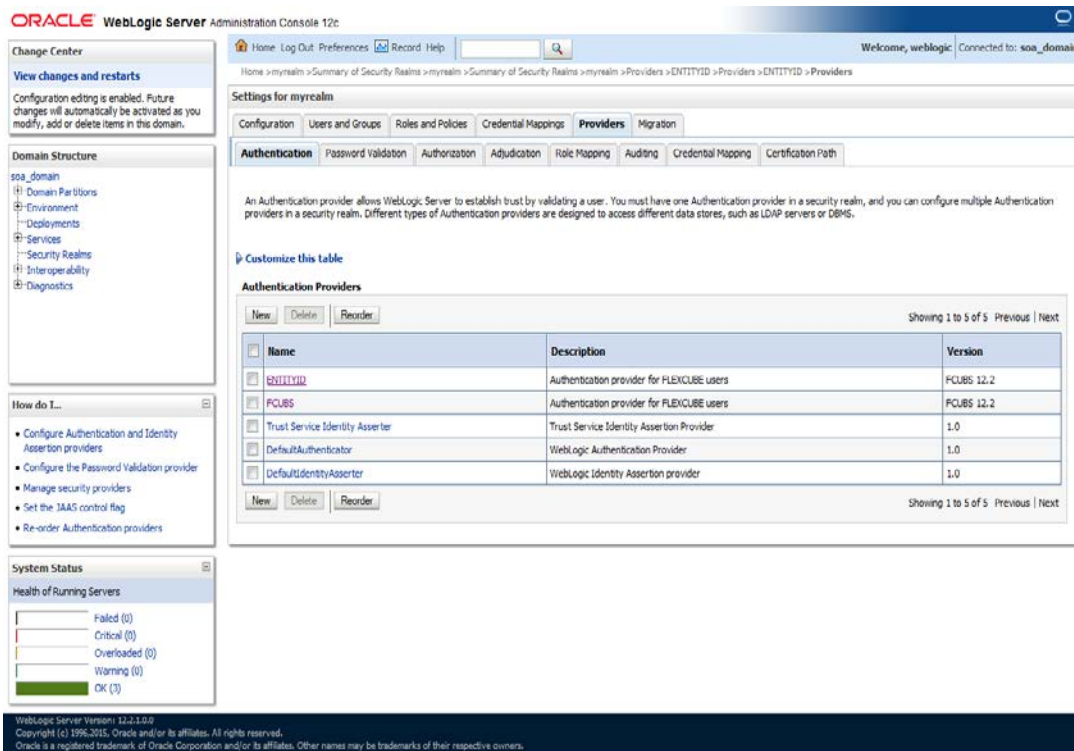 ORACLE WebLogic Server Administration Console 12c
Change Center
View changes and restarts
Configuration editing is enabled. Future
changes will automatically be activated as you
modify, add or delete items in this domain.
Domain Structure
soa_domain
Domain Partitions
Environment
Deployments
Services
Security Realms
Interoperability
Diagnostics
How do I...
Configure Authentication and Identity
Assertion providers
Configure the Password Validation provider
Manage security providers
Set the JAAS control flag
Re-order Authentication providers
System Status
Health of Running Servers
Failed (0)
Critical (0)
Overloaded (0)
Warning (0)
OK (3)
Home Log Out Preferences Record Help
Welcome, weblogic Connected to: soa_domai
Home >myrealm >Summary of Security Realms >myrealm >Summary of Security Realms >myrealm >Providers >ENTITYID >Providers >ENTITYID >Providers
Settings for myrealm
Configuration Users and Groups Roles and Policies Credential Mappings Providers Migration
Authentication Password Validation Authorization Adjudication Role Mapping Auditing Credential Mapping Certification Path
An Authentication provider allows WebLogic Server to establish trust by validating a user. You must have one Authentication provider in a security realm, and you can configure multiple Authentication
providers in a security realm. Different types of Authentication providers are designed to access different data stores, such as LDAP servers or DBMS.
Customize this table
Authentication Providers
New Delete Reorder Showing 1 to 5 of 5 Previous | Next
Name Description Version
ENTITYID Authentication provider for FLEXCUBE users FCUBS 12.2
FCUBS Authentication provider for FLEXCUBE users FCUBS 12.2
Trust Service Identity Asserter Trust Service Identity Assertion Provider 1.0
DefaultAuthenticator WebLogic Authentication Provider 1.0
DefaultIdentityAsserter WebLogic Identity Assertion provider 1.0
New Delete Reorder Showing 1 to 5 of 5 Previous | Next
WebLogic Server Version: 12.2.1.0.0
Copyright (c) 1996,2015, Oracle and/or its affiliates. All rights reserved.
Oracle is a registered trademark of Oracle Corporation and/or its affiliates. Other names may be trademarks of their respective owners.